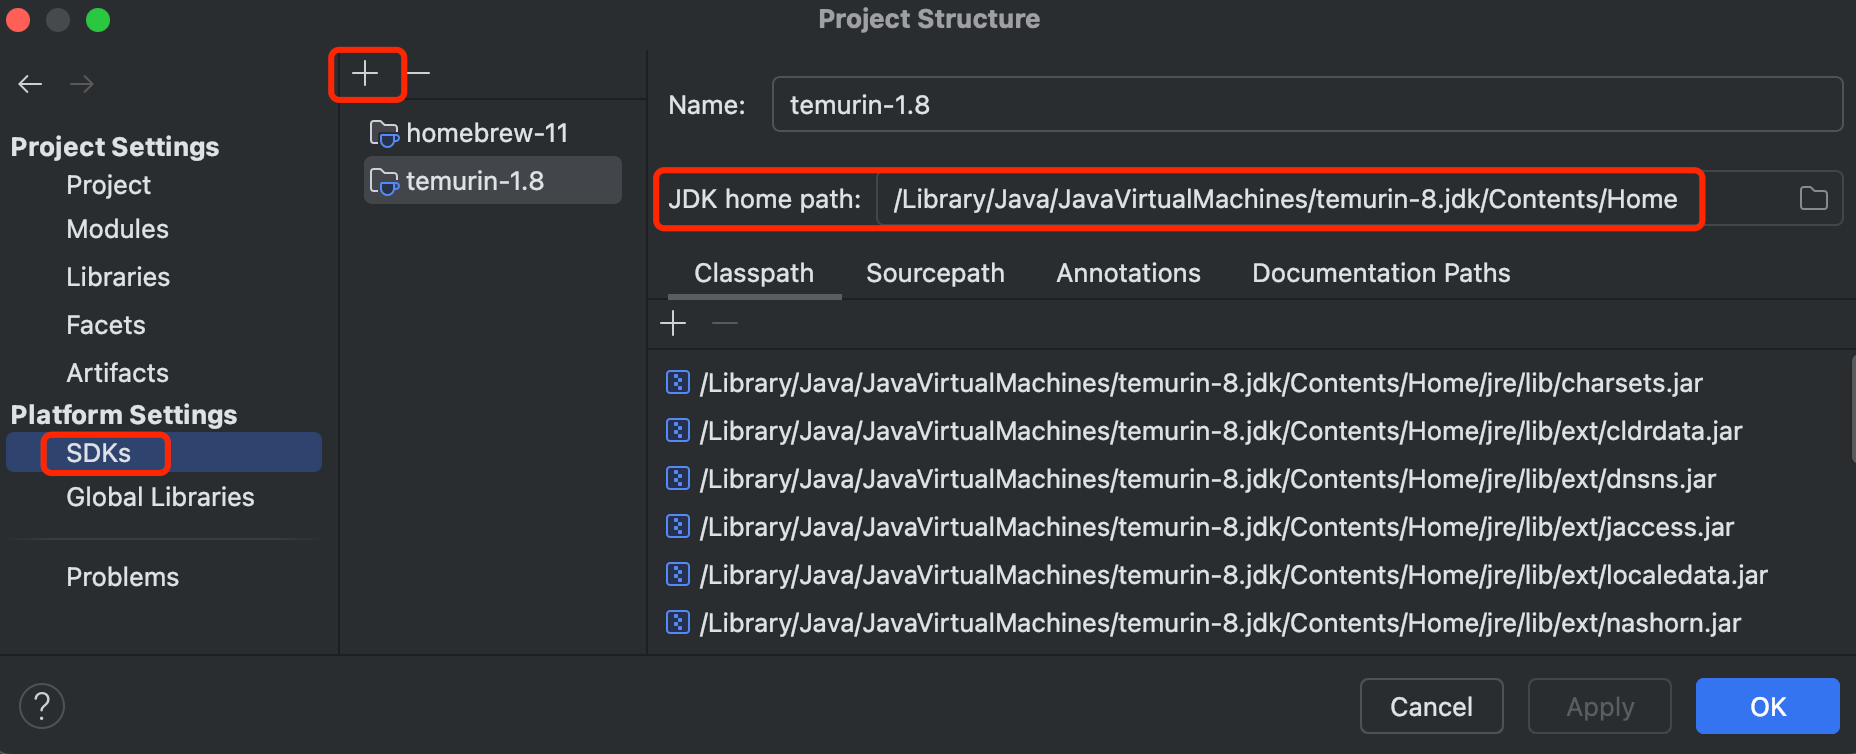 Project Structure
Project Settings
Project
Modules
Libraries
Facets
Artifacts
Platform Settings
SDKs
Global Libraries
Problems
homebrew-11
temurin-1.8
Name: temurin-1.8
JDK home path: /Library/Java/JavaVirtualMachines/temurin-8.jdk/Contents/Home
Classpath Sourcepath Annotations Documentation Paths
/Library/Java/JavaVirtualMachines/temurin-8.jdk/Contents/Home/jre/lib/charsets.jar
/Library/Java/JavaVirtualMachines/temurin-8.jdk/Contents/Home/jre/lib/ext/cldrdata.jar
/Library/Java/JavaVirtualMachines/temurin-8.jdk/Contents/Home/jre/lib/ext/dnsns.jar
/Library/Java/JavaVirtualMachines/temurin-8.jdk/Contents/Home/jre/lib/ext/jaccess.jar
/Library/Java/JavaVirtualMachines/temurin-8.jdk/Contents/Home/jre/lib/ext/localedata.jar
/Library/Java/JavaVirtualMachines/temurin-8.jdk/Contents/Home/jre/lib/ext/nashorn.jar
? Cancel Apply OK